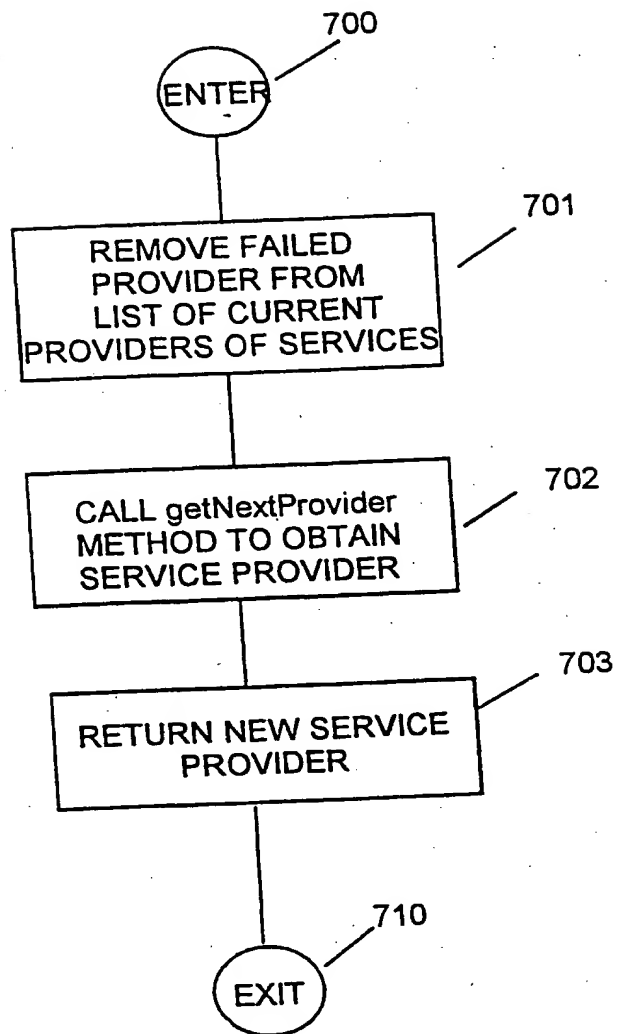 700
ENTER
701
REMOVE FAILED
PROVIDER FROM
LIST OF CURRENT
PROVIDERS OF SERVICES
702
CALL getNextProvider
METHOD TO OBTAIN
SERVICE PROVIDER
703
RETURN NEW SERVICE
PROVIDER
710
EXIT